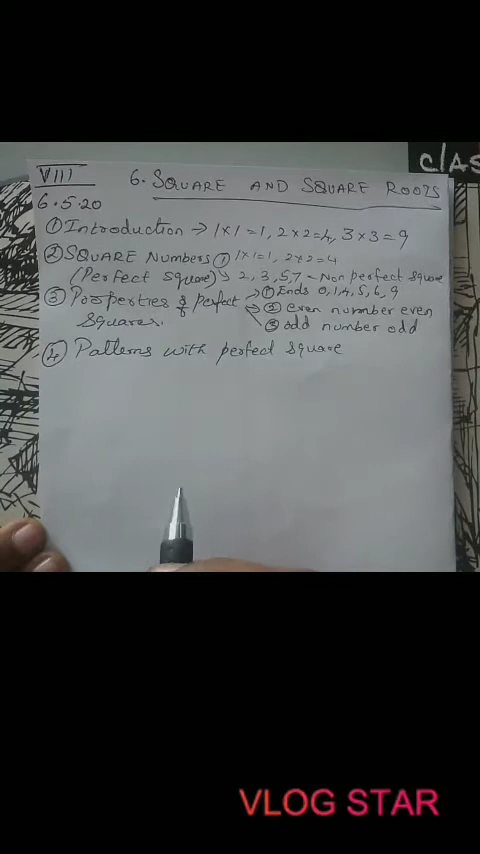 CLAS
VIII
6. SQUARE AND SQUARE ROOTS
6.5.20
① Introduction → 1×1=1, 2×2=4, 3×3=9
② SQUARE Numbers ① 1×1=1, 2×2=4
(Perfect Square) → 2, 3, 5, 7 - Non perfect square
③ Properties of perfect → ① Ends 0,1,4,5,6,9
→ ② even number even
Squares. ③ odd number odd
④ Patterns with perfect square
VLOG STAR